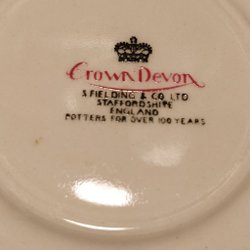 Crown Devon
S FIELDING & CO LTD
STAFFORDSHIRE
ENGLAND
POTTERS FOR OVER 100 YEARS